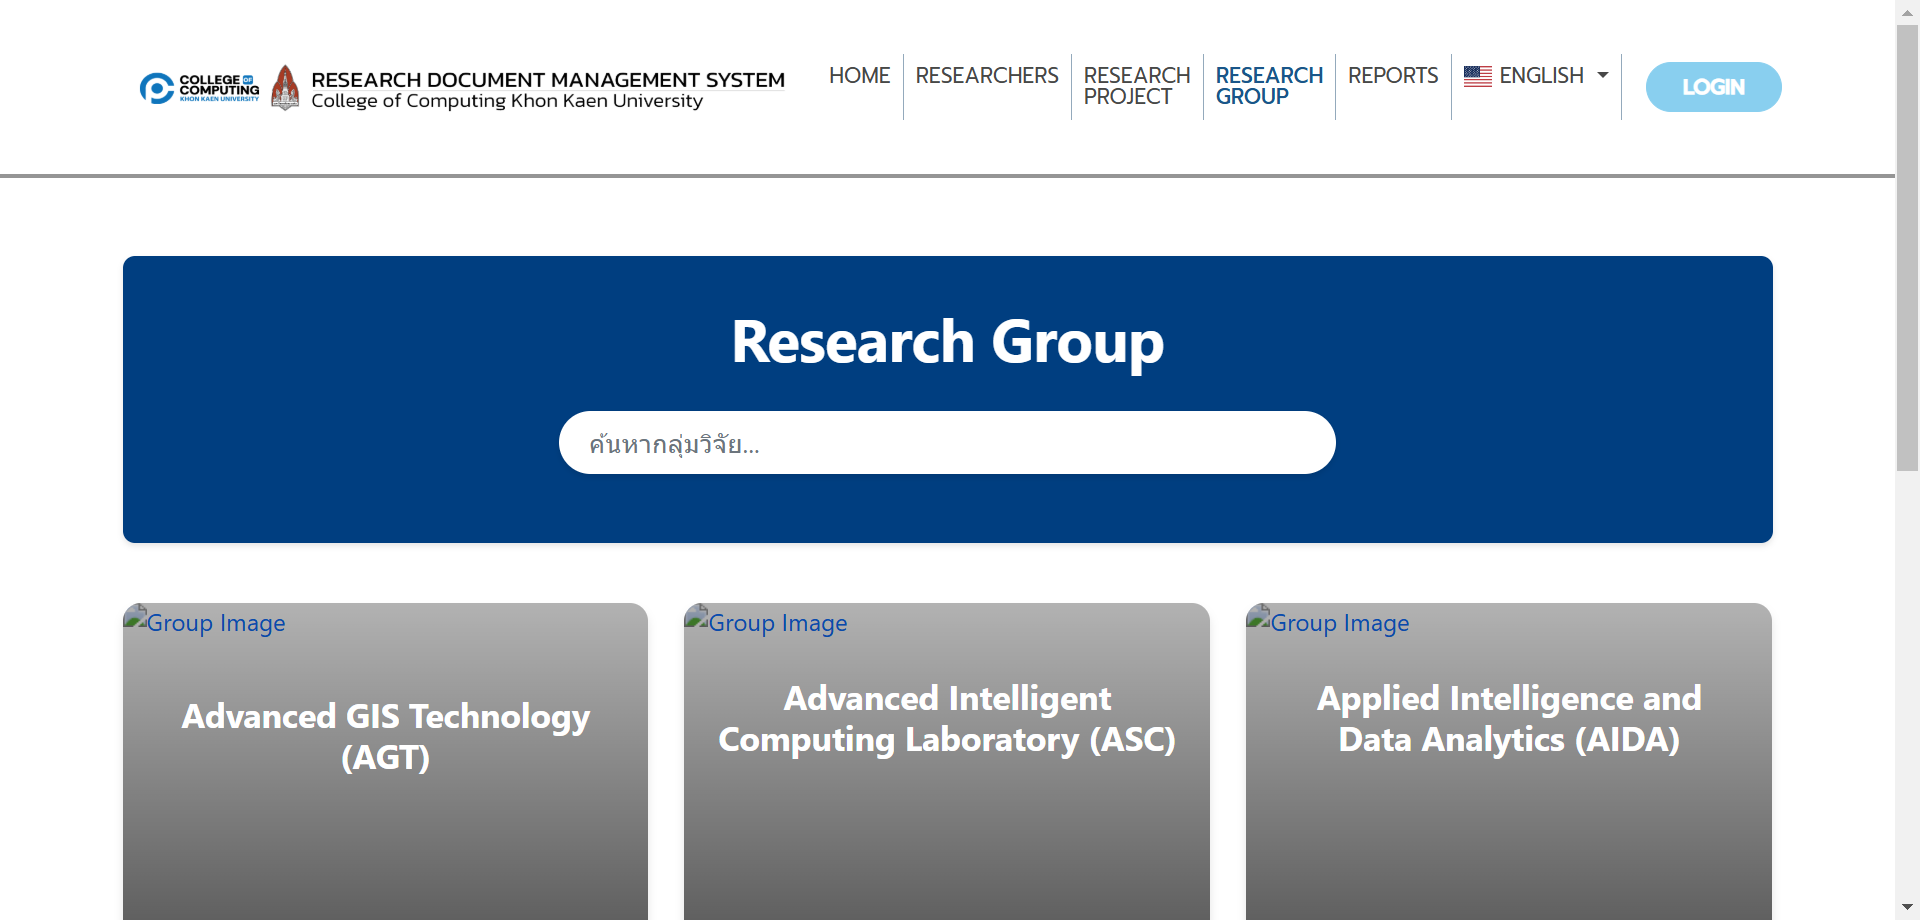 COLLEGE OF
COMPUTING
KHON KAEN UNIVERSITY
RESEARCH DOCUMENT MANAGEMENT SYSTEM
College of Computing Khon Kaen University
HOME
RESEARCHERS
RESEARCH
PROJECT
RESEARCH
GROUP
REPORTS
ENGLISH
LOGIN
Research Group
ค้นหากลุ่มวิจัย...
Group Image
Advanced GIS Technology
(AGT)
Group Image
Advanced Intelligent
Computing Laboratory (ASC)
Group Image
Applied Intelligence and
Data Analytics (AIDA)